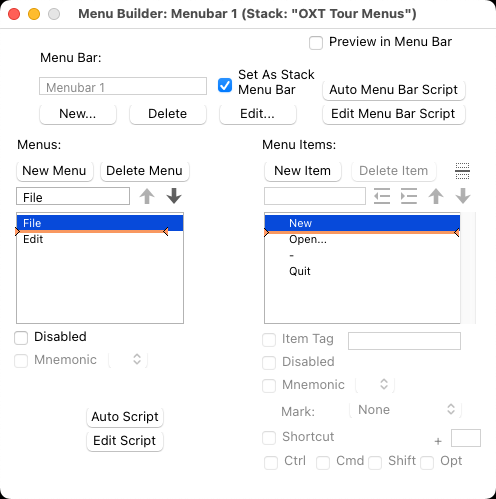 Menu Builder: Menubar 1 (Stack: "OXT Tour Menus")
Preview in Menu Bar
Menu Bar:
Menubar 1
Set As Stack
Menu Bar
Auto Menu Bar Script
New...
Delete
Edit...
Edit Menu Bar Script
Menus:
Menu Items:
New Menu
Delete Menu
New Item
Delete Item
File
File
Edit
New
Open...
-
Quit
Disabled
Mnemonic
Item Tag
Disabled
Mnemonic
Mark:
None
Auto Script
Edit Script
Shortcut
+
Ctrl
Cmd
Shift
Opt